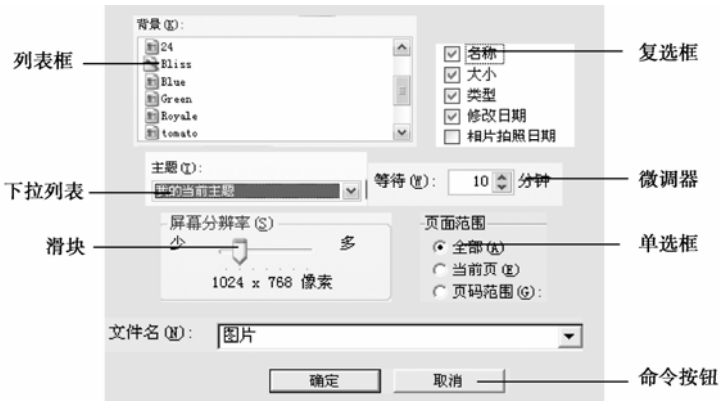 背景(K):
24
Bliss
Blue
Green
Royale
tomato
列表框
名称
大小
类型
修改日期
相片拍照日期
复选框
主题(T):
我的当前主题
下拉列表
等待(W): 10 分钟
微调器
屏幕分辨率(S)
少 多
1024 x 768 像素
滑块
页面范围
全部(A)
当前页(E)
页码范围(G):
单选框
文件名(N): 图片
确定 取消
命令按钮